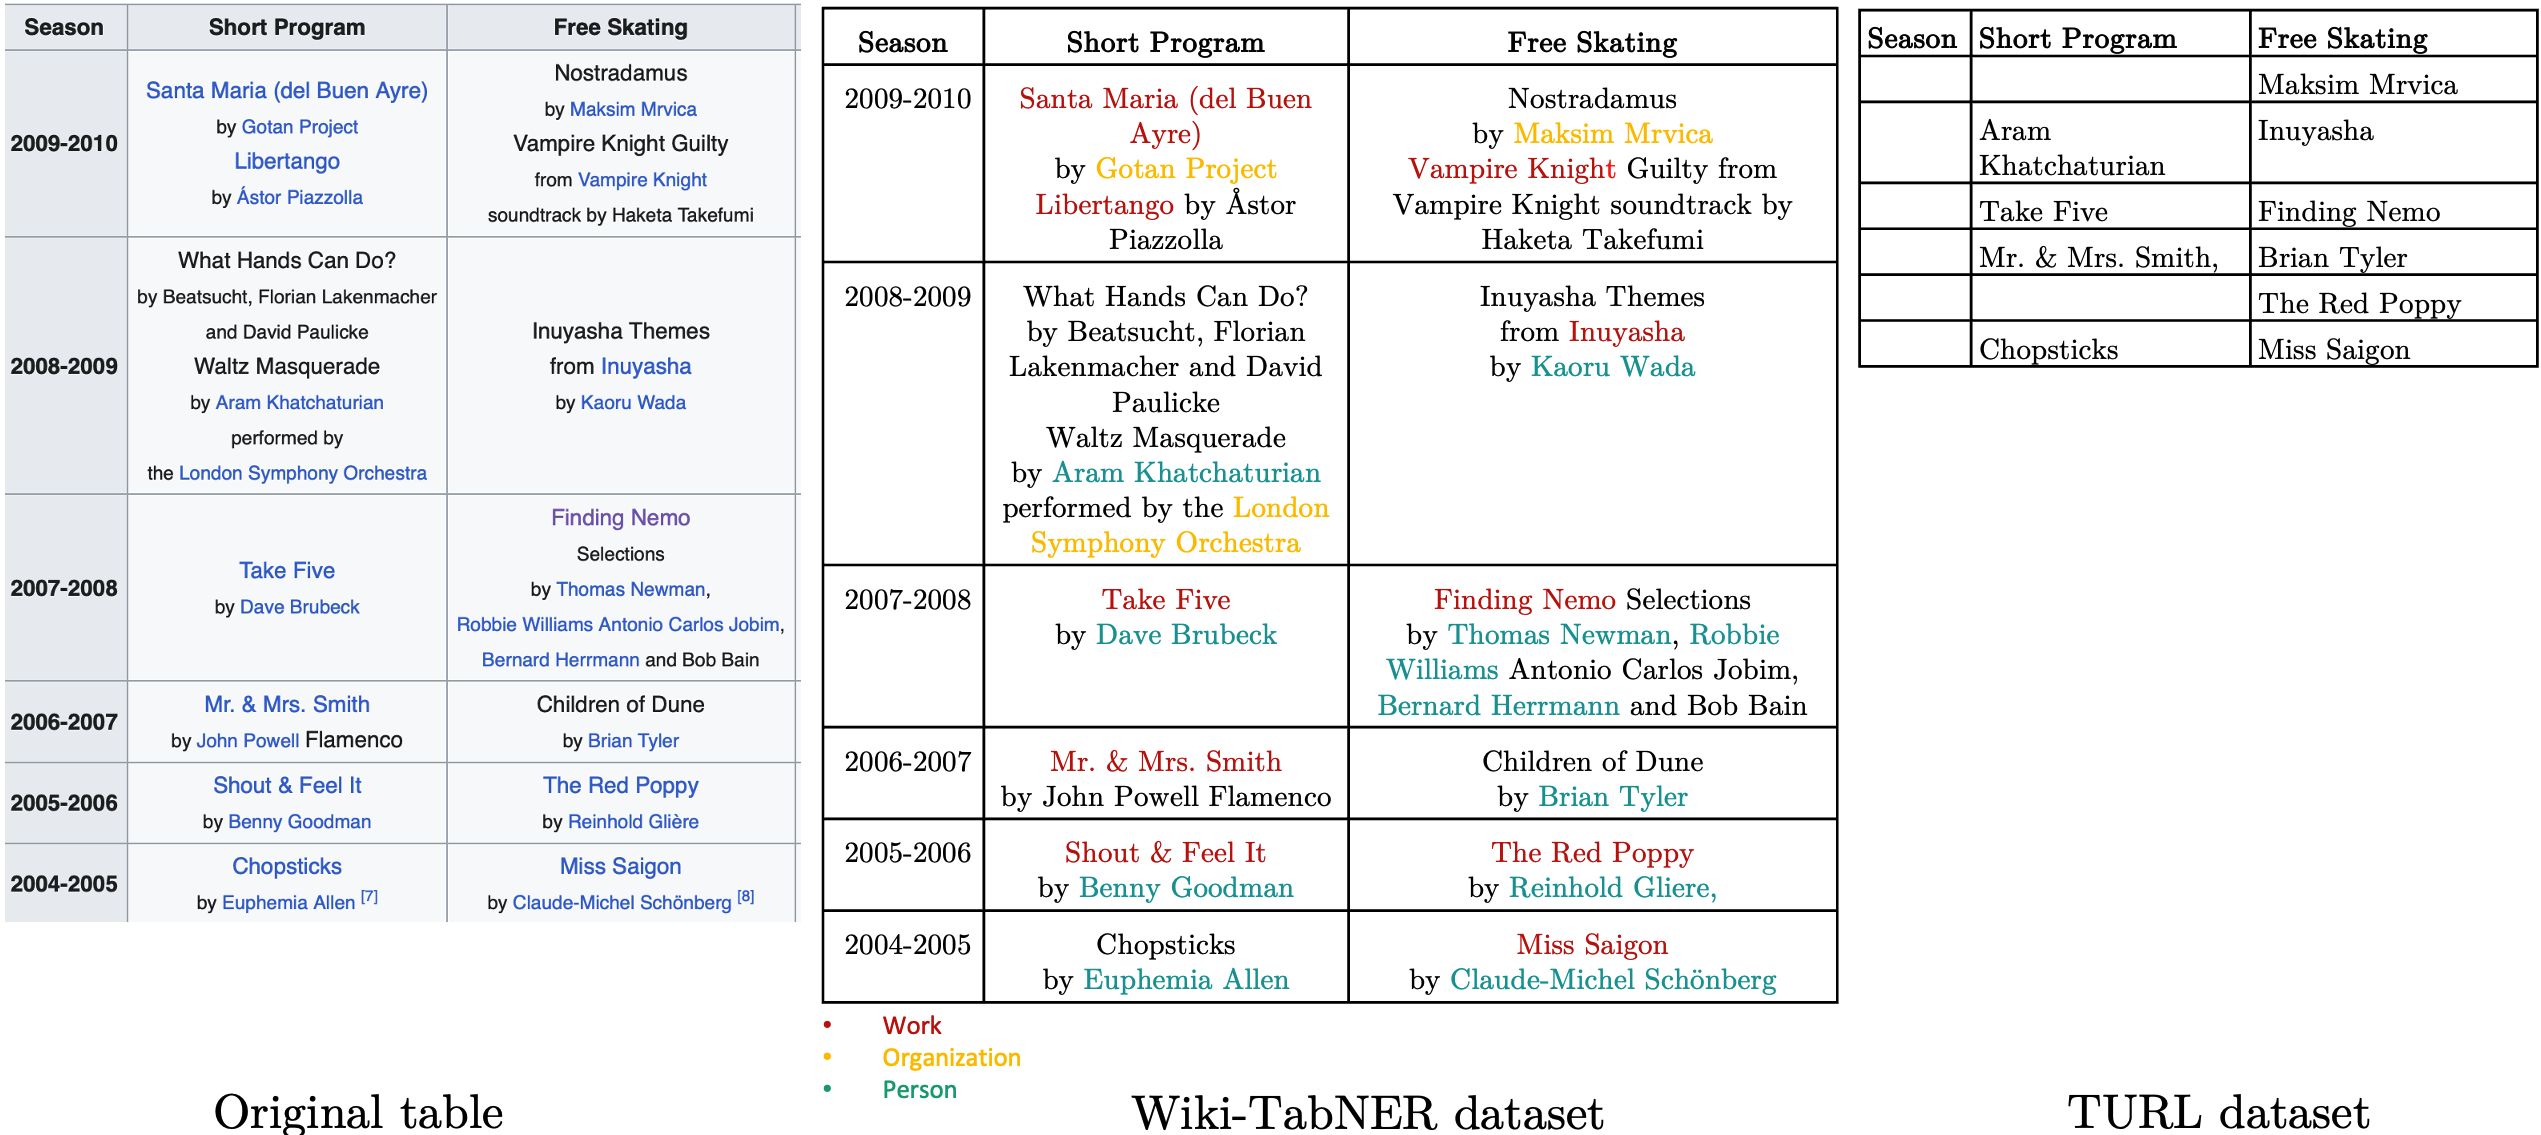 Season Short Program Free Skating
2009-2010
Santa Maria (del Buen Ayre)
by Gotan Project
Libertango
by Ástor Piazzolla
Nostradamus
by Maksim Mrvica
Vampire Knight Guilty
from Vampire Knight
soundtrack by Haketa Takefumi
2008-2009
What Hands Can Do?
by Beatsucht, Florian Lakenmacher
and David Paulicke
Waltz Masquerade
by Aram Khatchaturian
performed by
the London Symphony Orchestra
Inuyasha Themes
from Inuyasha
by Kaoru Wada
2007-2008
Take Five
by Dave Brubeck
Finding Nemo
Selections
by Thomas Newman,
Robbie Williams Antonio Carlos Jobim,
Bernard Herrmann and Bob Bain
2006-2007
Mr. & Mrs. Smith
by John Powell Flamenco
Children of Dune
by Brian Tyler
2005-2006
Shout & Feel It
by Benny Goodman
The Red Poppy
by Reinhold Glière
2004-2005
Chopsticks
by Euphemia Allen [7]
Miss Saigon
by Claude-Michel Schönberg [8]
Original table
Season Short Program Free Skating
2009-2010
Santa Maria (del Buen
Ayre)
by Gotan Project
Libertango by Åstor
Piazzolla
Nostradamus
by Maksim Mrvica
Vampire Knight Guilty from
Vampire Knight soundtrack by
Haketa Takefumi
2008-2009
What Hands Can Do?
by Beatsucht, Florian
Lakenmacher and David
Paulicke
Waltz Masquerade
by Aram Khatchaturian
performed by the London
Symphony Orchestra
Inuyasha Themes
from Inuyasha
by Kaoru Wada
2007-2008
Take Five
by Dave Brubeck
Finding Nemo Selections
by Thomas Newman, Robbie
Williams Antonio Carlos Jobim,
Bernard Herrmann and Bob Bain
2006-2007
Mr. & Mrs. Smith
by John Powell Flamenco
Children of Dune
by Brian Tyler
2005-2006
Shout & Feel It
by Benny Goodman
The Red Poppy
by Reinhold Gliere,
2004-2005
Chopsticks
by Euphemia Allen
Miss Saigon
by Claude-Michel Schönberg
• Work
• Organization
• Person
Wiki-TabNER dataset
Season Short Program Free Skating
Maksim Mrvica
Aram
Khatchaturian
Inuyasha
Take Five Finding Nemo
Mr. & Mrs. Smith, Brian Tyler
The Red Poppy
Chopsticks Miss Saigon
TURL dataset